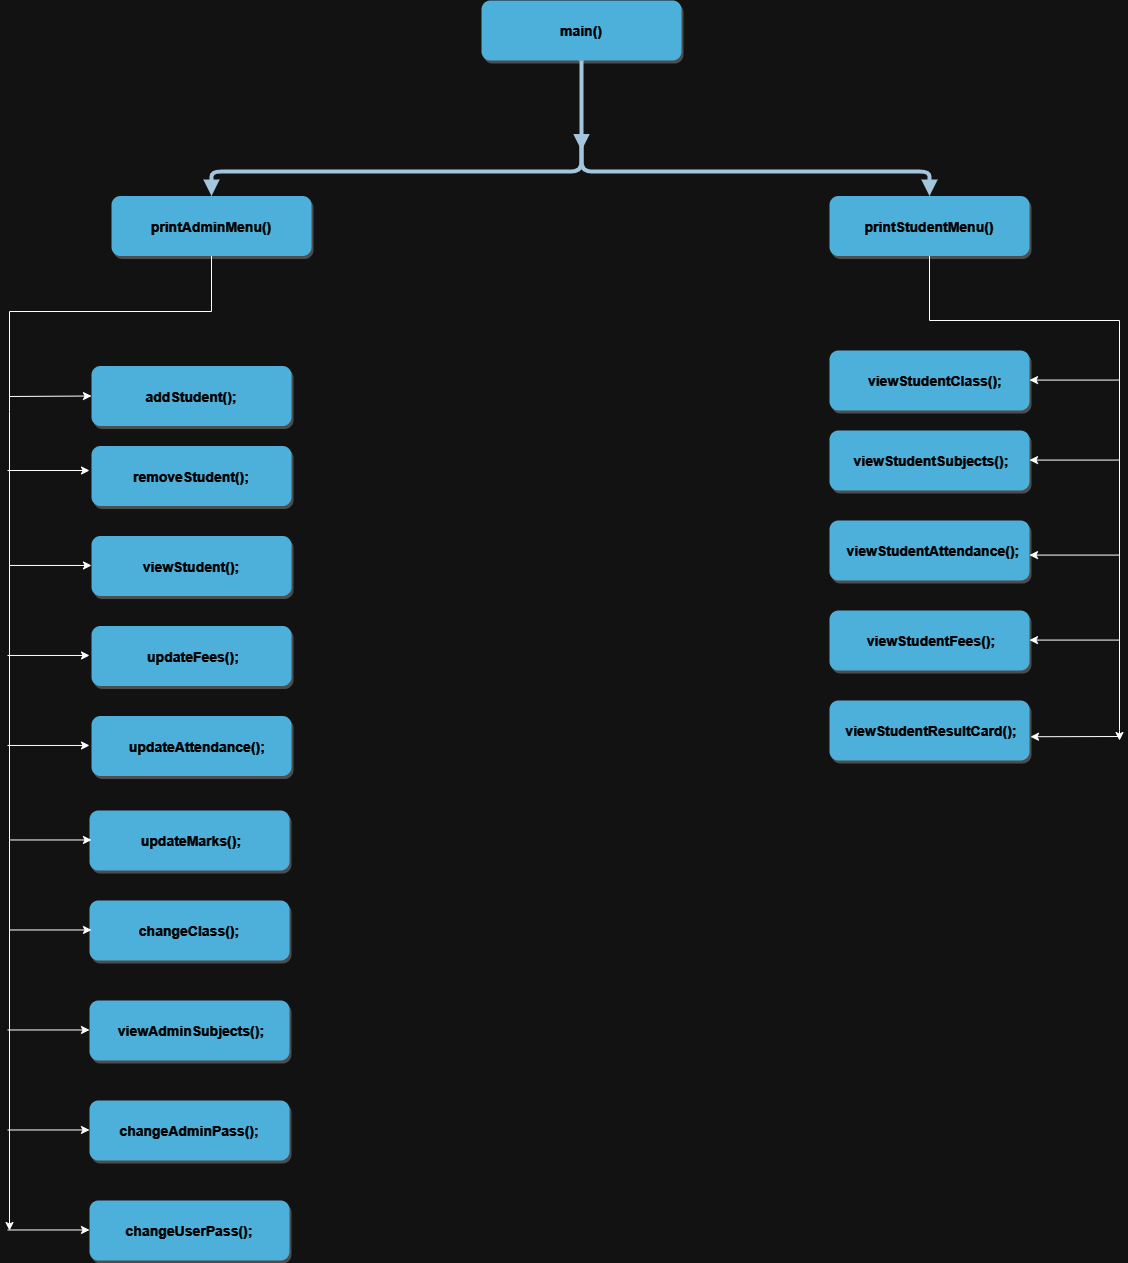 main()
printAdminMenu()
printStudentMenu()
addStudent();
removeStudent();
viewStudent();
updateFees();
updateAttendance();
updateMarks();
changeClass();
viewAdminSubjects();
changeAdminPass();
changeUserPass();
viewStudentClass();
viewStudentSubjects();
viewStudentAttendance();
viewStudentFees();
viewStudentResultCard();